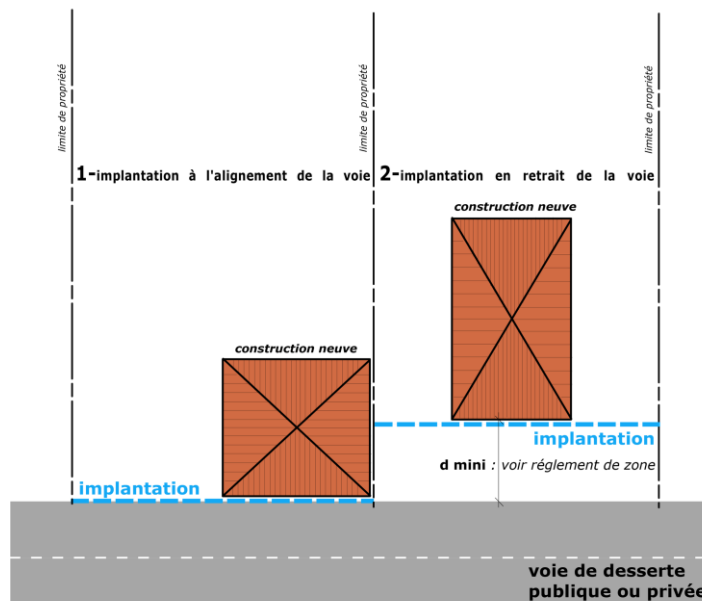 limite de propriété
limite de propriété
limite de propriété
1-implantation à l'alignement de la voie
2-implantation en retrait de la voie
construction neuve
construction neuve
implantation
d mini : voir réglement de zone
implantation
voie de desserte
publique ou privée